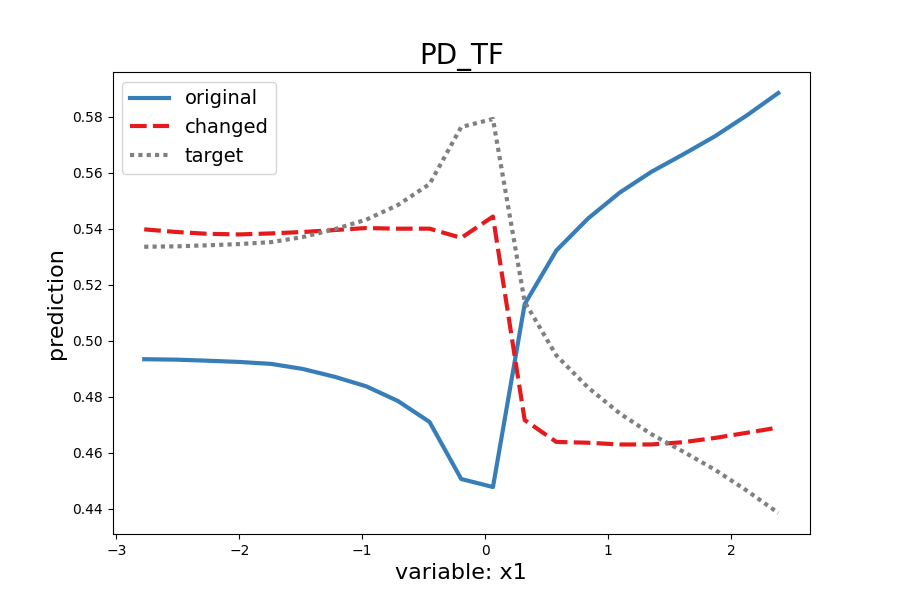 PD_TF
original
changed
target
0.58
0.56
0.54
0.52
0.50
0.48
0.46
0.44
prediction
−3
−2
−1
0
1
2
variable: x1